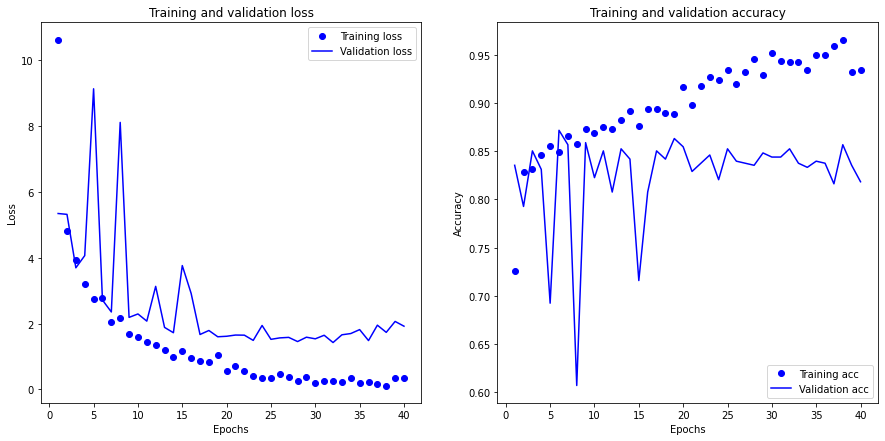 Training and validation loss
Training loss
Validation loss
10
8
6
4
2
0
Loss
0 5 10 15 20 25 30 35 40
Epochs
Training and validation accuracy
0.95
0.90
0.85
0.80
0.75
0.70
0.65
0.60
Accuracy
Training acc
Validation acc
0 5 10 15 20 25 30 35 40
Epochs